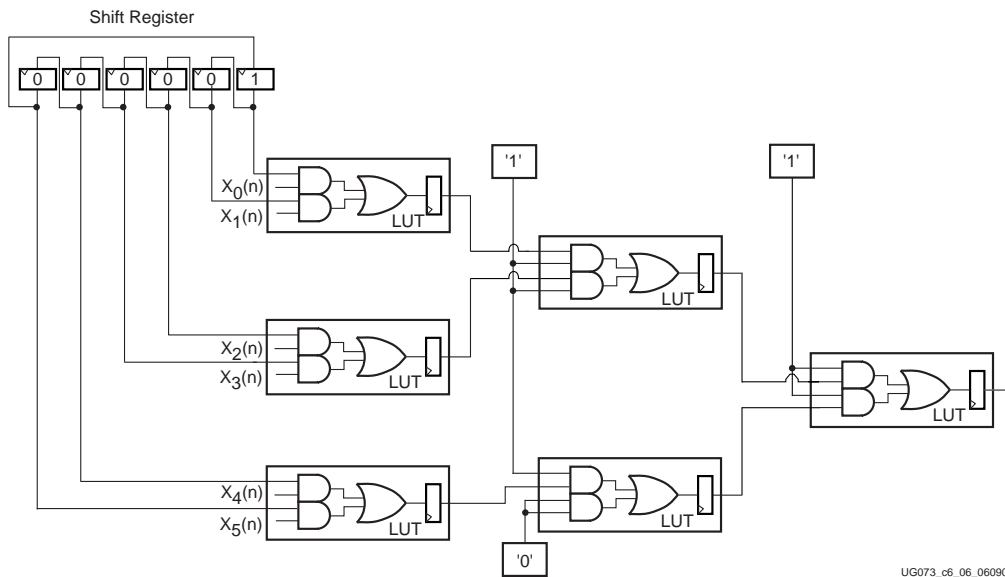 Shift Register
0 0 0 0 0 1
X0(n)
X1(n)
LUT
'1'
'1'
LUT
X2(n)
X3(n)
LUT
LUT
X4(n)
X5(n)
LUT
LUT
'0'